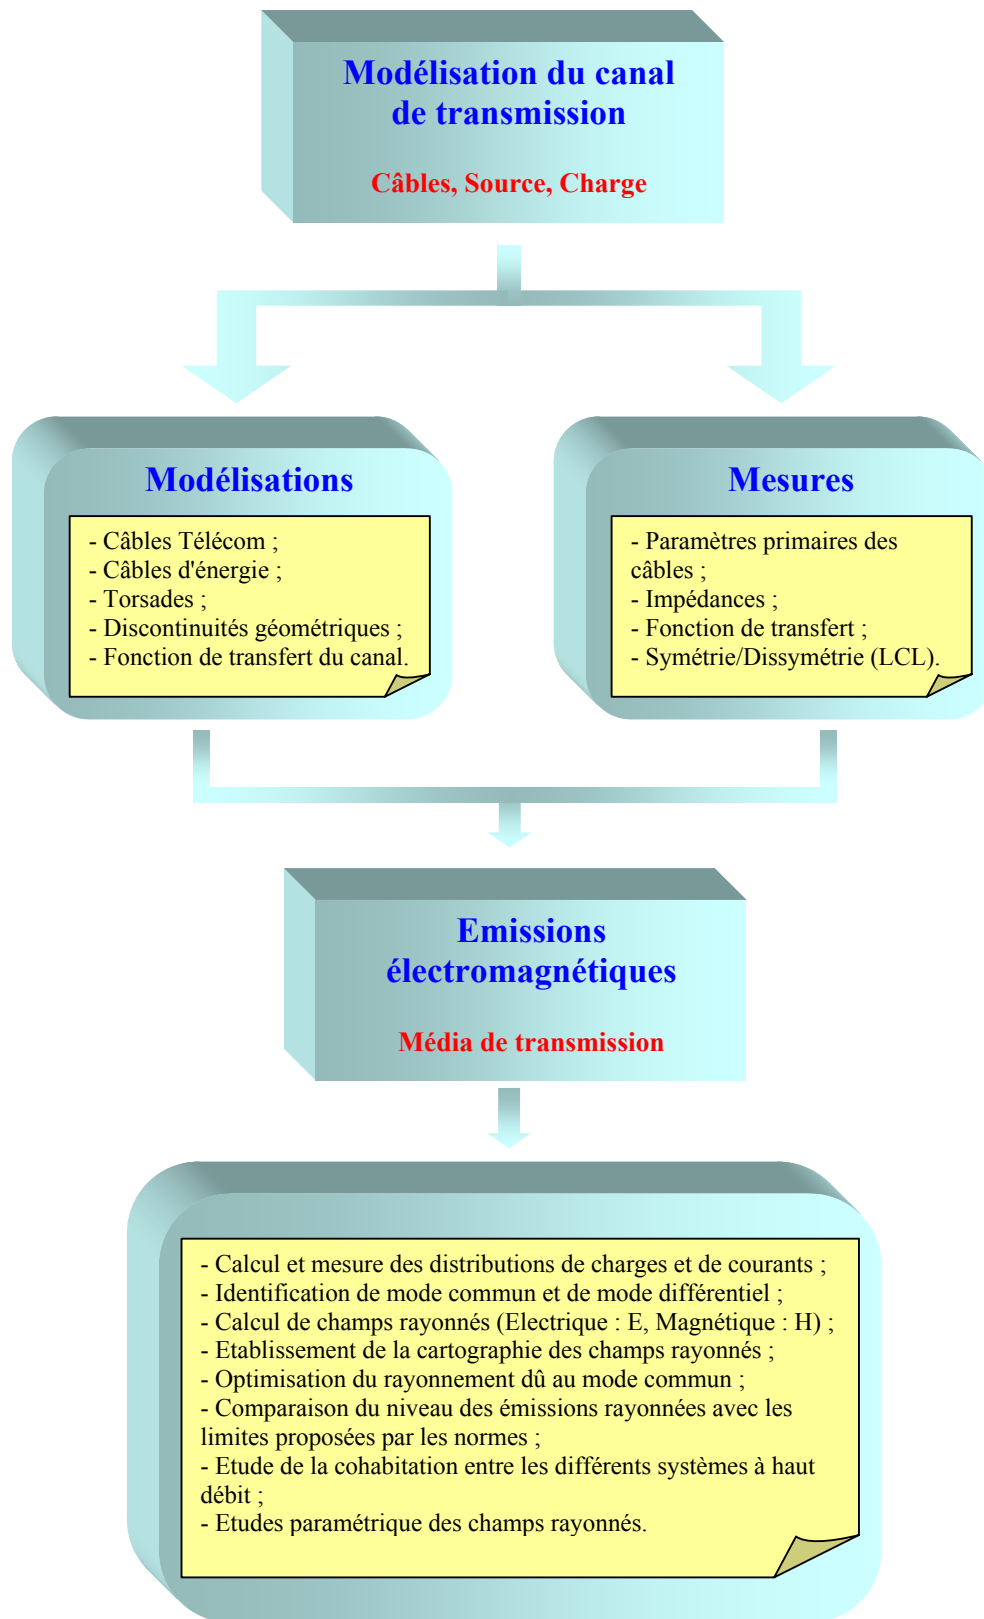 Modélisation du canal
de transmission
Câbles, Source, Charge
Modélisations
- Câbles Télécom ;
- Câbles d'énergie ;
- Torsades ;
- Discontinuités géométriques ;
- Fonction de transfert du canal.
Mesures
- Paramètres primaires des
câbles ;
- Impédances ;
- Fonction de transfert ;
- Symétrie/Dissymétrie (LCL).
Emissions
électromagnétiques
Média de transmission
- Calcul et mesure des distributions de charges et de courants ;
- Identification de mode commun et de mode différentiel ;
- Calcul de champs rayonnés (Electrique : E, Magnétique : H) ;
- Etablissement de la cartographie des champs rayonnés ;
- Optimisation du rayonnement dû au mode commun ;
- Comparaison du niveau des émissions rayonnées avec les
limites proposées par les normes ;
- Etude de la cohabitation entre les différents systèmes à haut
débit ;
- Etudes paramétrique des champs rayonnés.